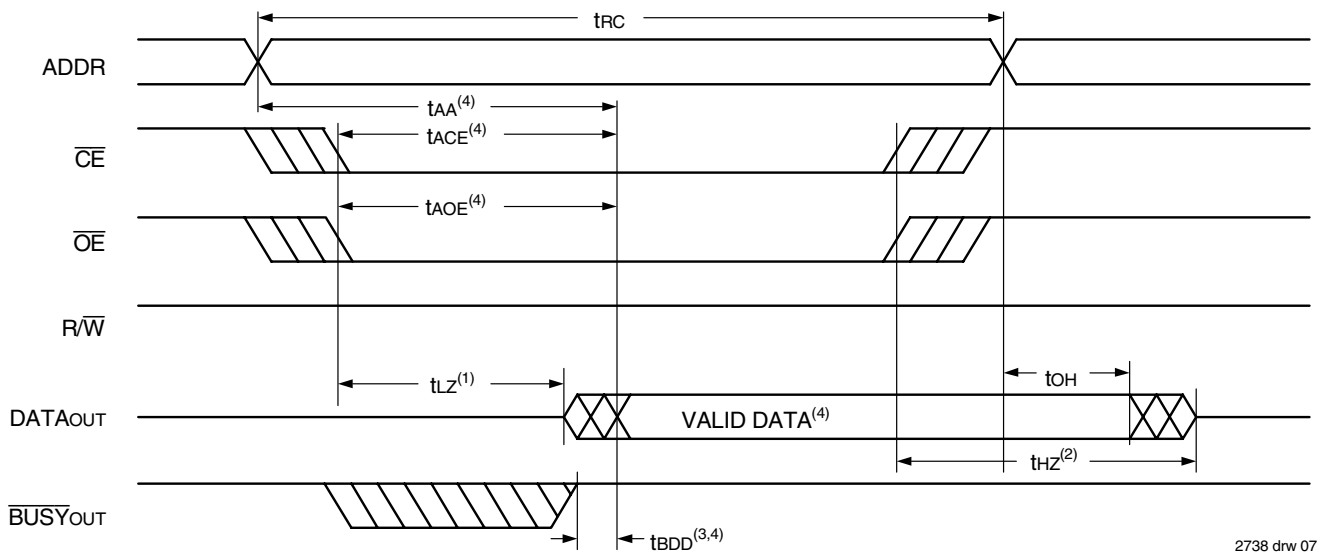 tRC
ADDR
tAA(4)
tACE(4)
CE
tAOE(4)
OE
R/W
tLZ(1)
tOH
DATAOUT
VALID DATA(4)
tHZ(2)
BUSYOUT
tBDD(3,4)
2738 drw 07